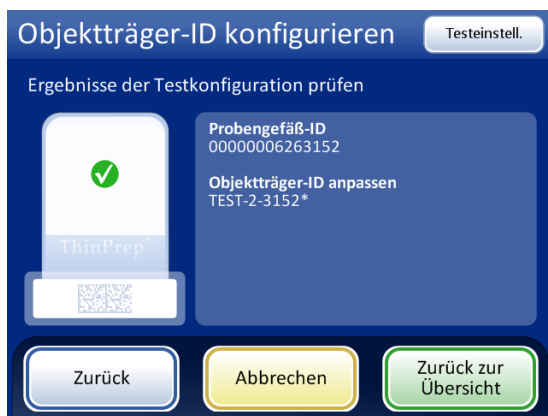 Objektträger-ID konfigurieren
Testeinstell.
Ergebnisse der Testkonfiguration prüfen
Probengefäß-ID
00000006263152
Objektträger-ID anpassen
TEST-2-3152*
ThinPrep®
Zurück
Abbrechen
Zurück zur
Übersicht